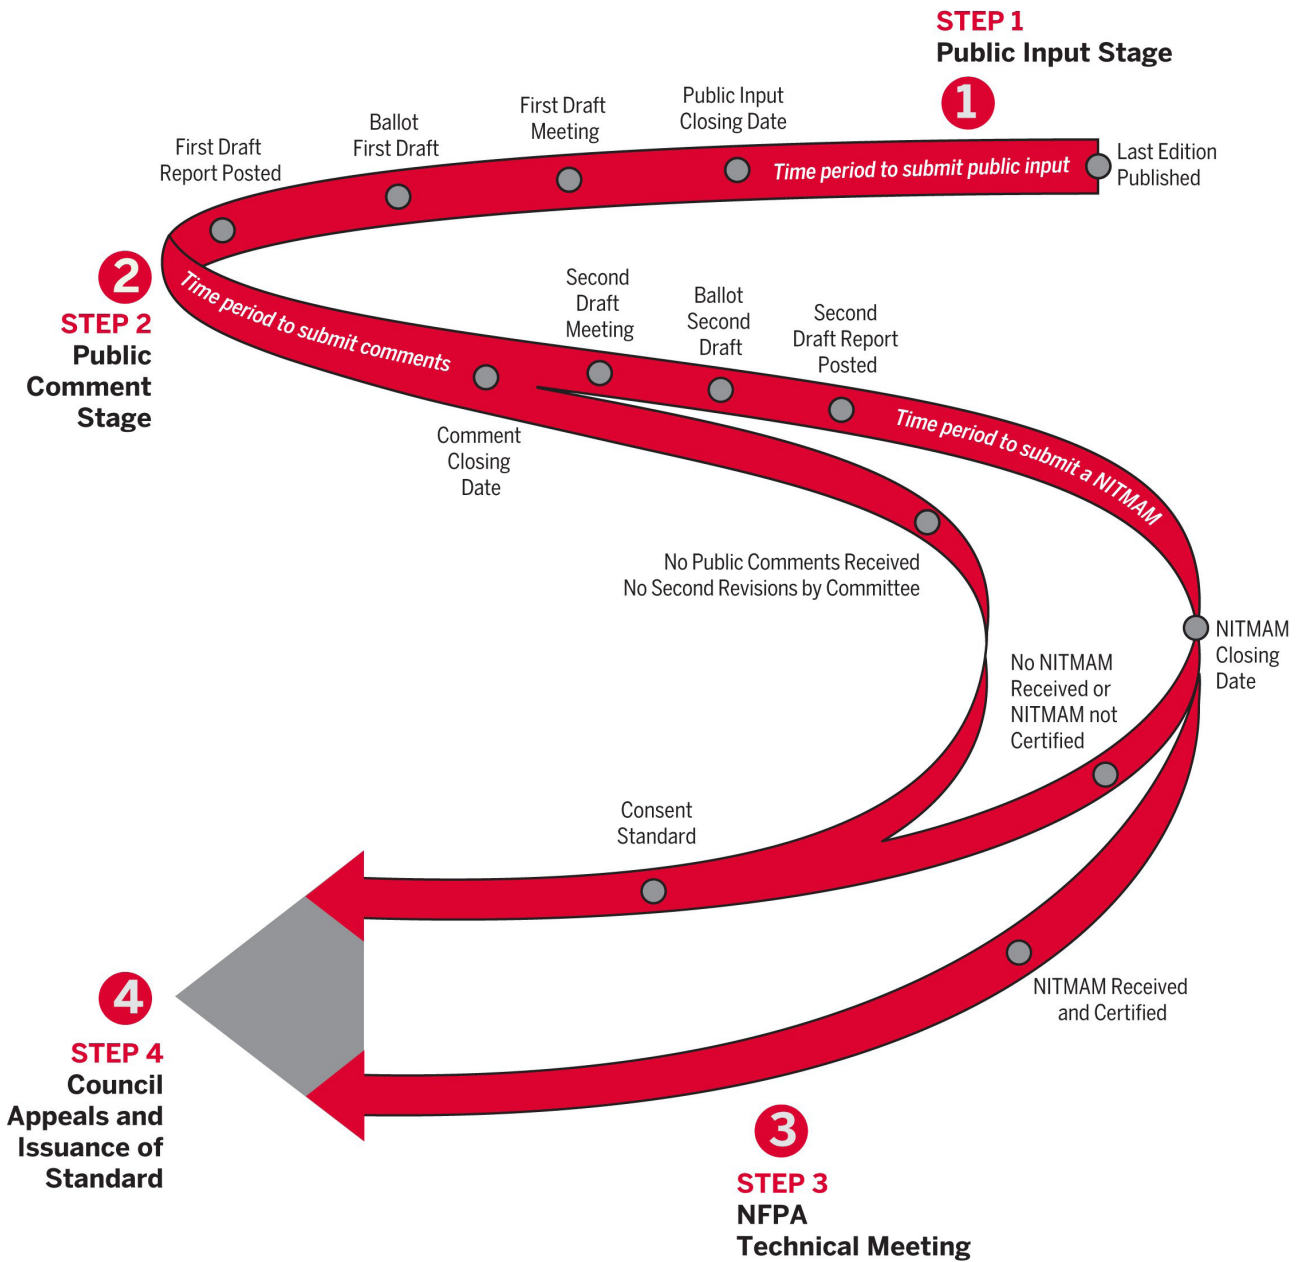 STEP 1
Public Input Stage
1
Public Input
Closing Date
First Draft
Meeting
Ballot
First Draft
First Draft
Report Posted
Time period to submit public input
Last Edition
Published
2
STEP 2
Public
Comment
Stage
Time period to submit comments
Second
Draft
Meeting
Ballot
Second
Draft
Second
Draft Report
Posted
Time period to submit a NITMAM
Comment
Closing
Date
No Public Comments Received
No Second Revisions by Committee
NITMAM
Closing
Date
No NITMAM
Received or
NITMAM not
Certified
Consent
Standard
NITMAM Received
and Certified
4
STEP 4
Council
Appeals and
Issuance of
Standard
3
STEP 3
NFPA
Technical Meeting